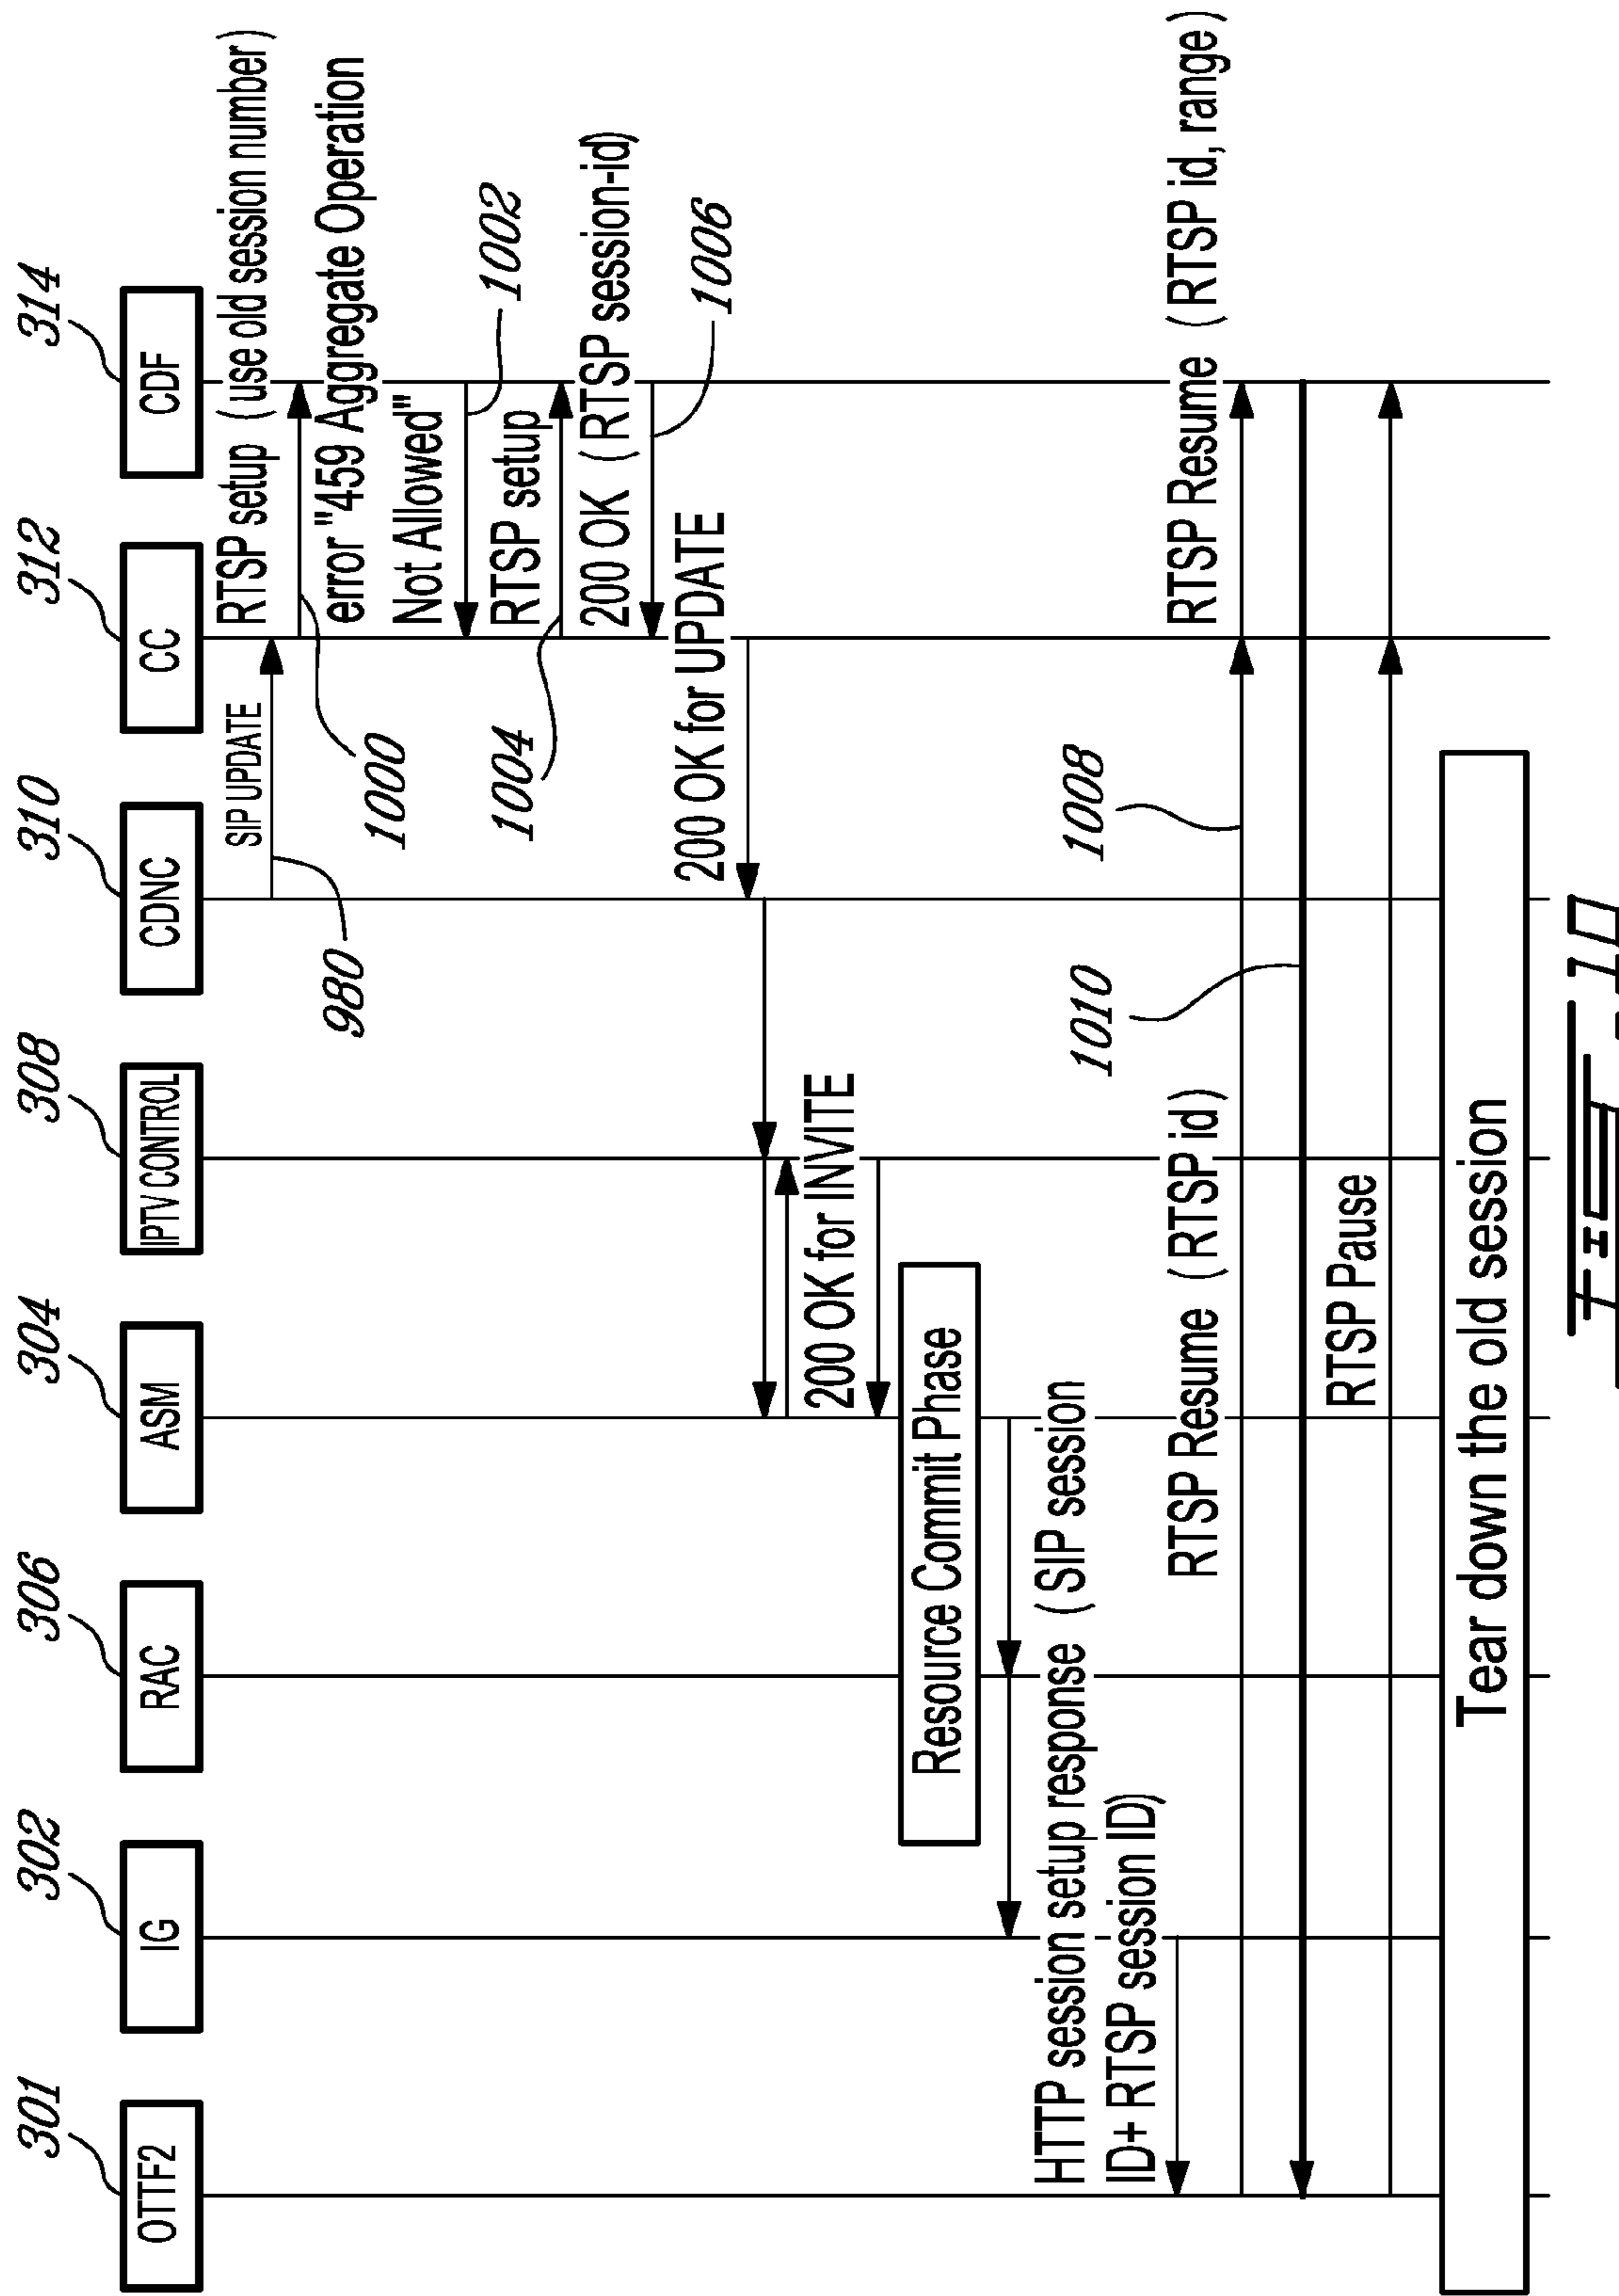 301
302
306
304
308
310
312
314
OTTF2
IG
RAC
ASM
IPTV CONTROL
CDNC
CC
CDF
SIP UPDATE
980
RTSP setup (use old session number)
1000
error "459 Aggregate Operation
Not Allowed"
1002
RTSP setup
1004
200 OK (RTSP session-id)
1006
200 OK for UPDATE
200 OK for INVITE
Resource Commit Phase
HTTP session setup response (SIP session
ID+ RTSP session ID)
RTSP Resume (RTSP id)
1008
RTSP Resume (RTSP id, range)
1010
RTSP Pause
Tear down the old session